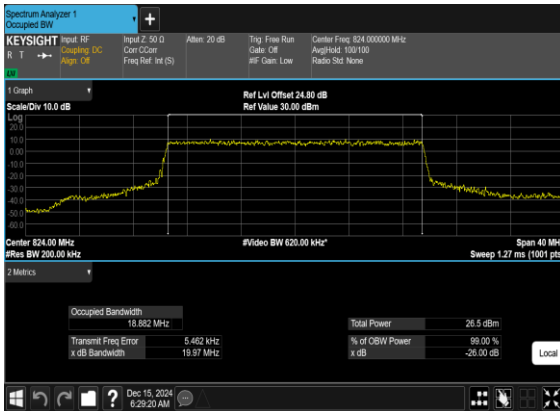 Spectrum Analyzer 1
Occupied BW
+
KEYSIGHT Input: RF Input Z: 50 Ω Atten: 20 dB Trig: Free Run Center Freq: 824.000000 MHz
R T Coupling: DC Corr CCorr Gate: Off Avg|Hold: 100/100
Align: Off Freq Ref: Int (S) #IF Gain: Low Radio Std: None
1 Graph
Ref Lvl Offset 24.80 dB
Scale/Div 10.0 dB Ref Value 30.00 dBm
Log
20.0
10.0
0.00
-10.0
-20.0
-30.0
-40.0
-50.0
-60.0
Center 824.00 MHz #Video BW 620.00 kHz* Span 40 MH
#Res BW 200.00 kHz Sweep 1.27 ms (1001 pts
2 Metrics
Occupied Bandwidth
18.882 MHz Total Power 26.5 dBm
Transmit Freq Error 5.462 kHz % of OBW Power 99.00 %
x dB Bandwidth 19.97 MHz x dB -26.00 dB
Local
? Dec 15, 2024
6:29:20 AM